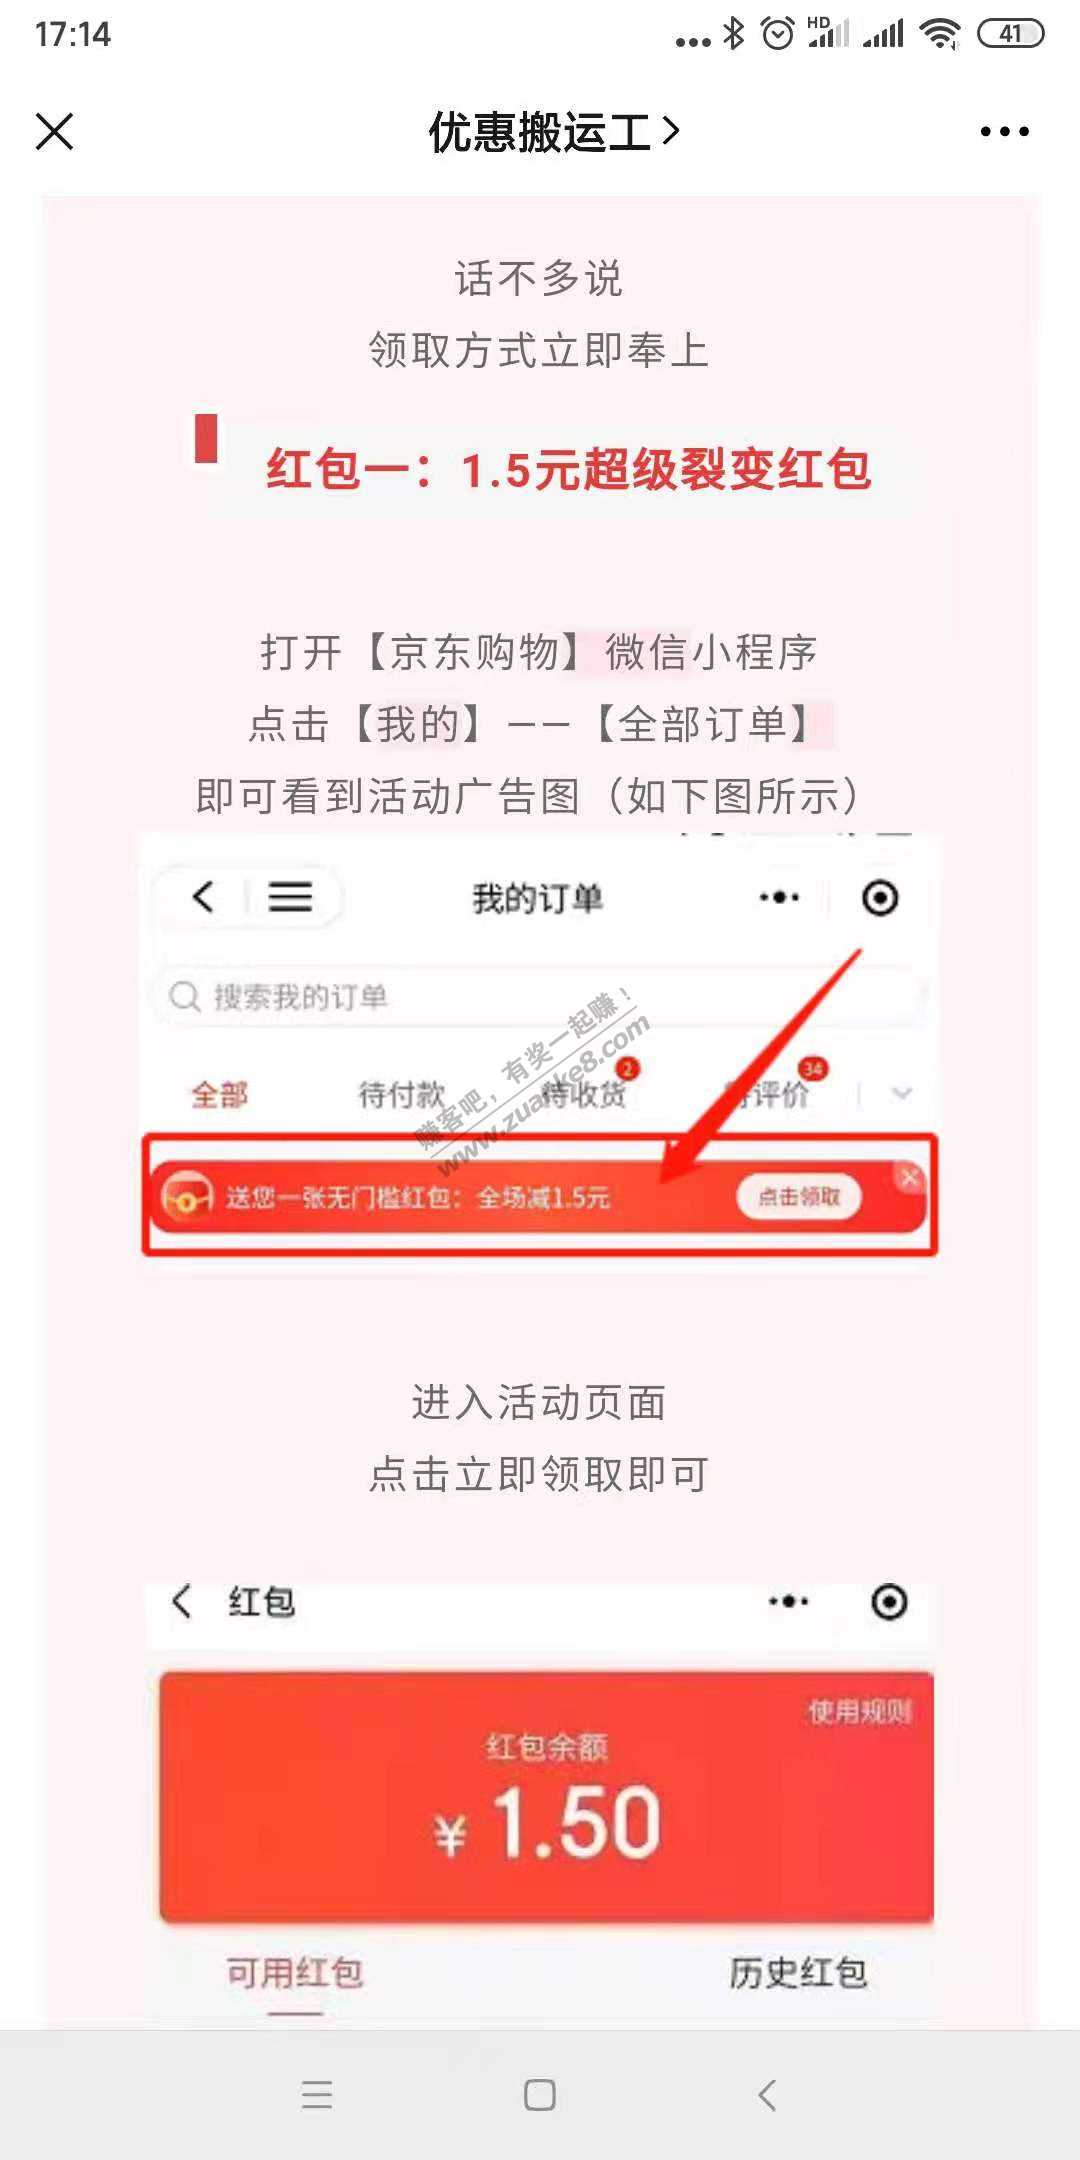 17:14
HD
41
优惠搬运工
话不多说
领取方式立即奉上
红包一：1.5元超级裂变红包
打开【京东购物】微信小程序
点击【我的】——【全部订单】
即可看到活动广告图（如下图所示）
我的订单
搜索我的订单
赚客吧，有奖一起赚！
www.zuanke8.com
全部
待付款
待收货
2
待评价
34
送您一张无门槛红包：全场减1.5元
点击领取
进入活动页面
点击立即领取即可
红包
使用规则
红包余额
¥1.50
可用红包
历史红包